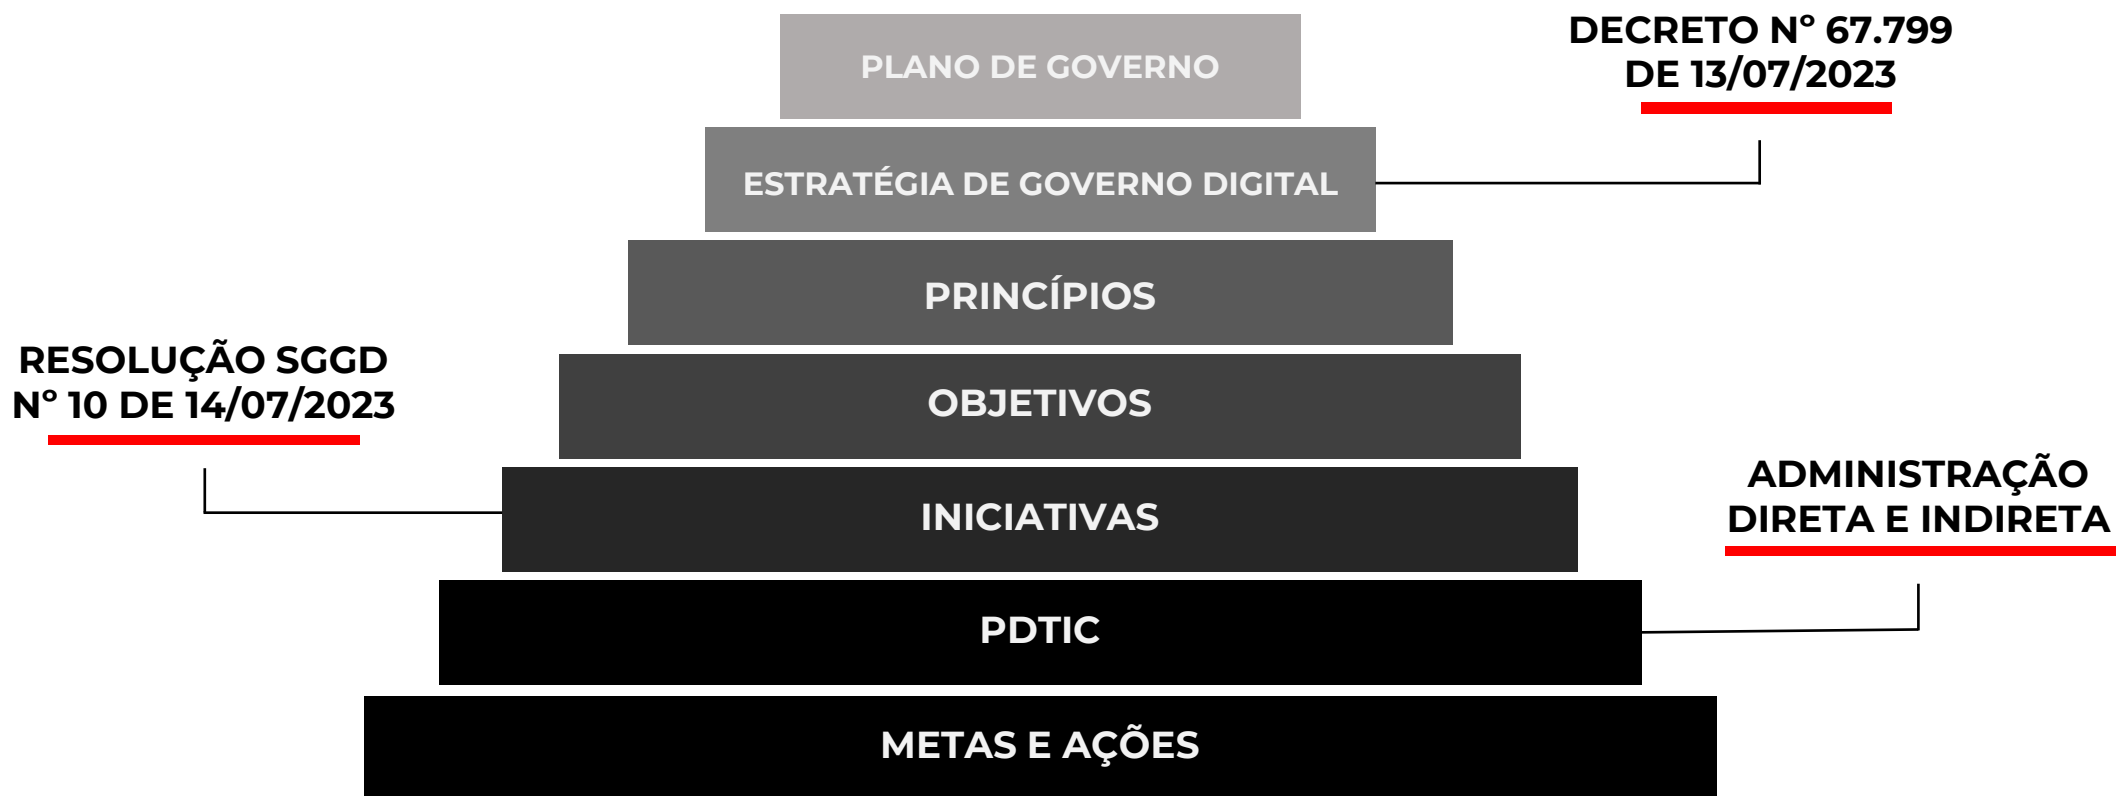 PLANO DE GOVERNO
DECRETO Nº 67.799
DE 13/07/2023
ESTRATÉGIA DE GOVERNO DIGITAL
PRINCÍPIOS
RESOLUÇÃO SGGD
Nº 10 DE 14/07/2023
OBJETIVOS
INICIATIVAS
ADMINISTRAÇÃO
DIRETA E INDIRETA
PDTIC
METAS E AÇÕES